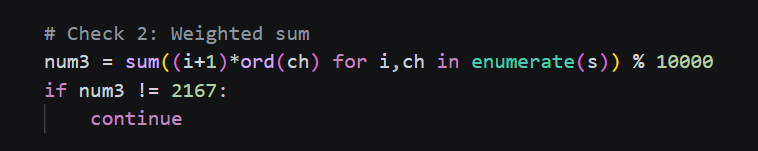 # Check 2: Weighted sum
num3 = sum((i+1)*ord(ch) for i,ch in enumerate(s)) % 10000
if num3 != 2167:
    continue